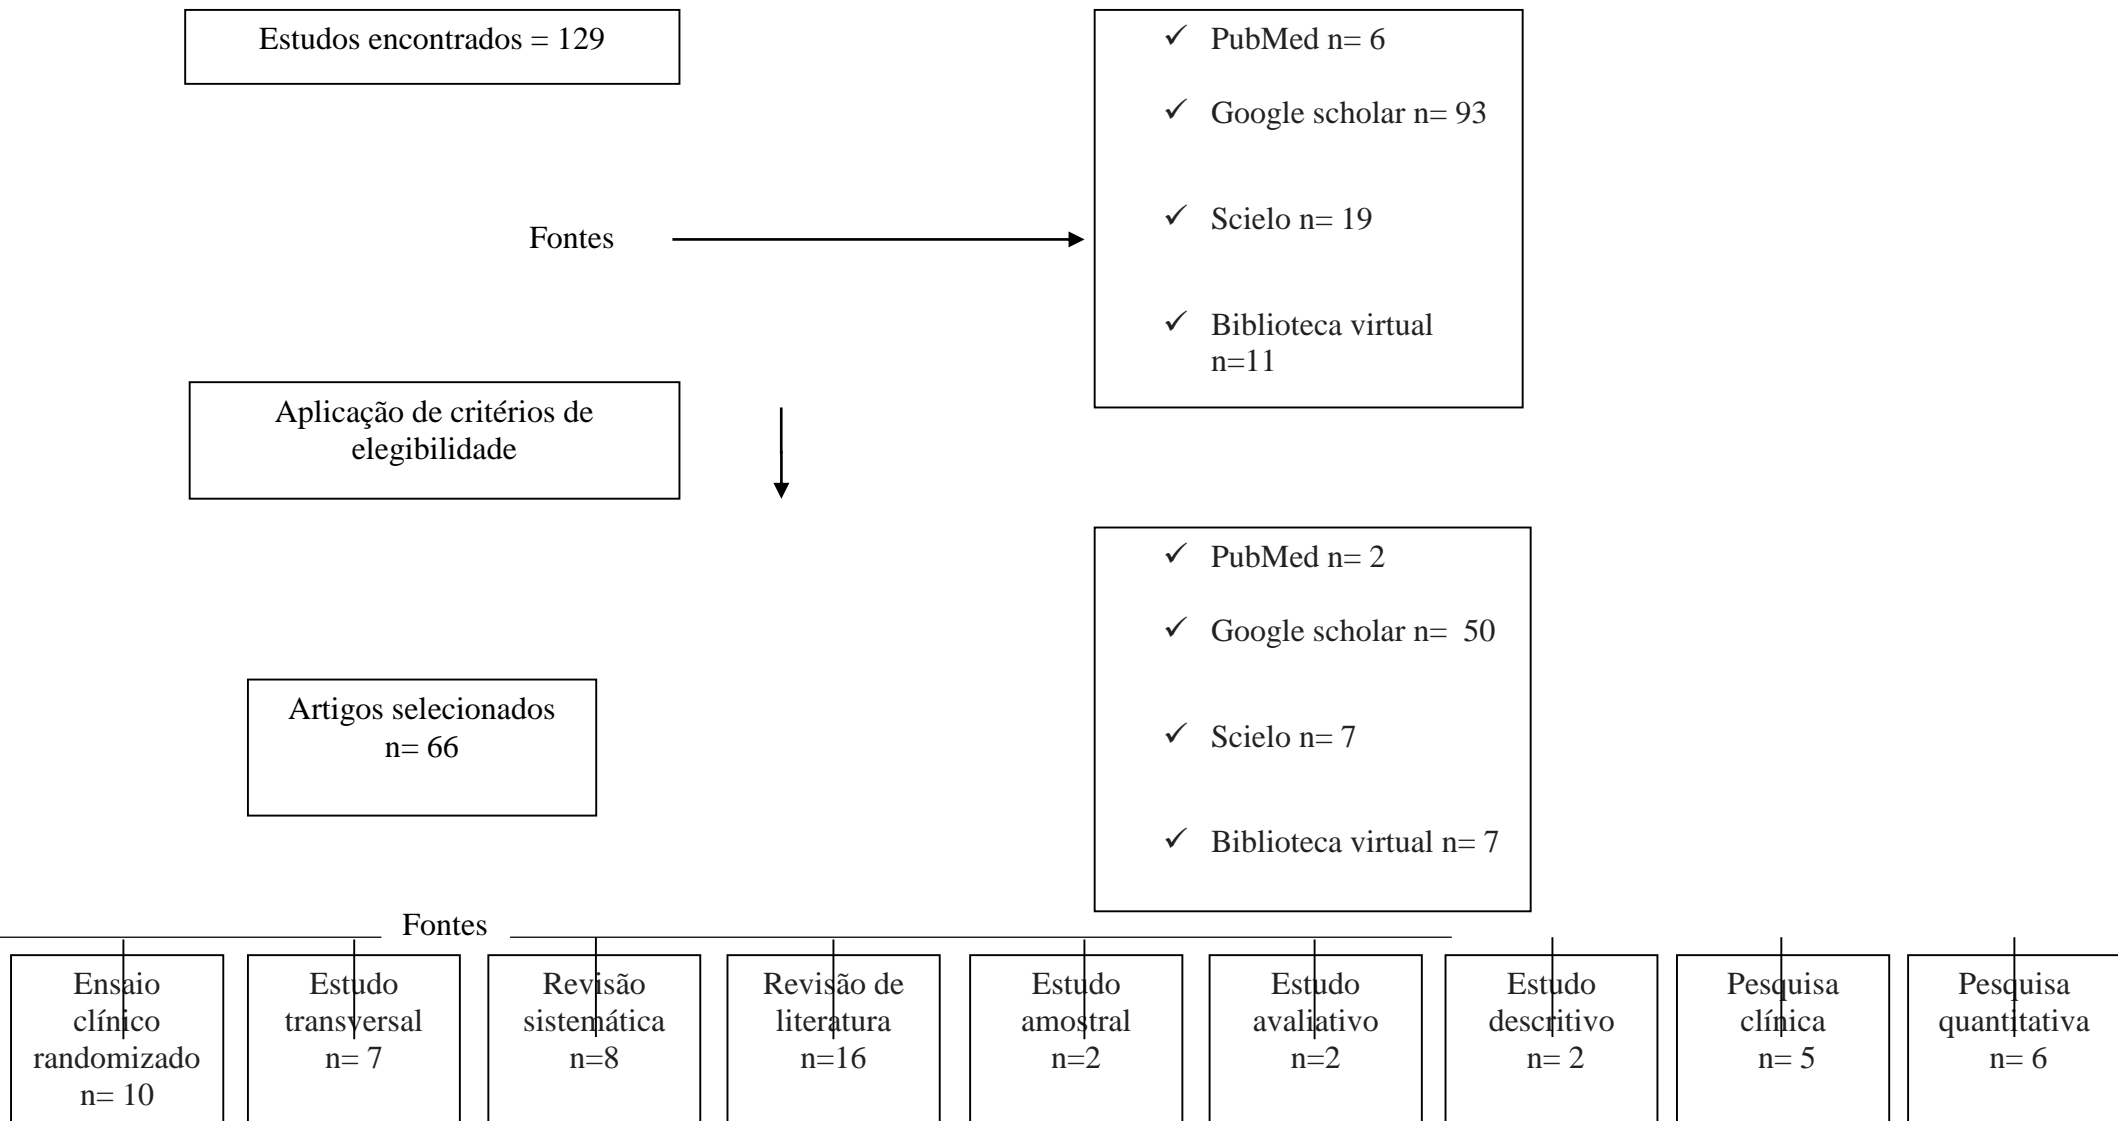 Estudos encontrados = 129
✓ PubMed n= 6
✓ Google scholar n= 93
✓ Scielo n= 19
Fontes
✓ Biblioteca virtual
n=11
Aplicação de critérios de
elegibilidade
✓ PubMed n= 2
✓ Google scholar n= 50
Artigos selecionados
n= 66
✓ Scielo n= 7
✓ Biblioteca virtual n= 7
Fontes
Ensaio
clínico
randomizado
n= 10
Estudo
transversal
n= 7
Revisão
sistemática
n=8
Revisão de
literatura
n=16
Estudo
amostral
n=2
Estudo
avaliativo
n=2
Estudo
descritivo
n= 2
Pesquisa
clínica
n= 5
Pesquisa
quantitativa
n= 6